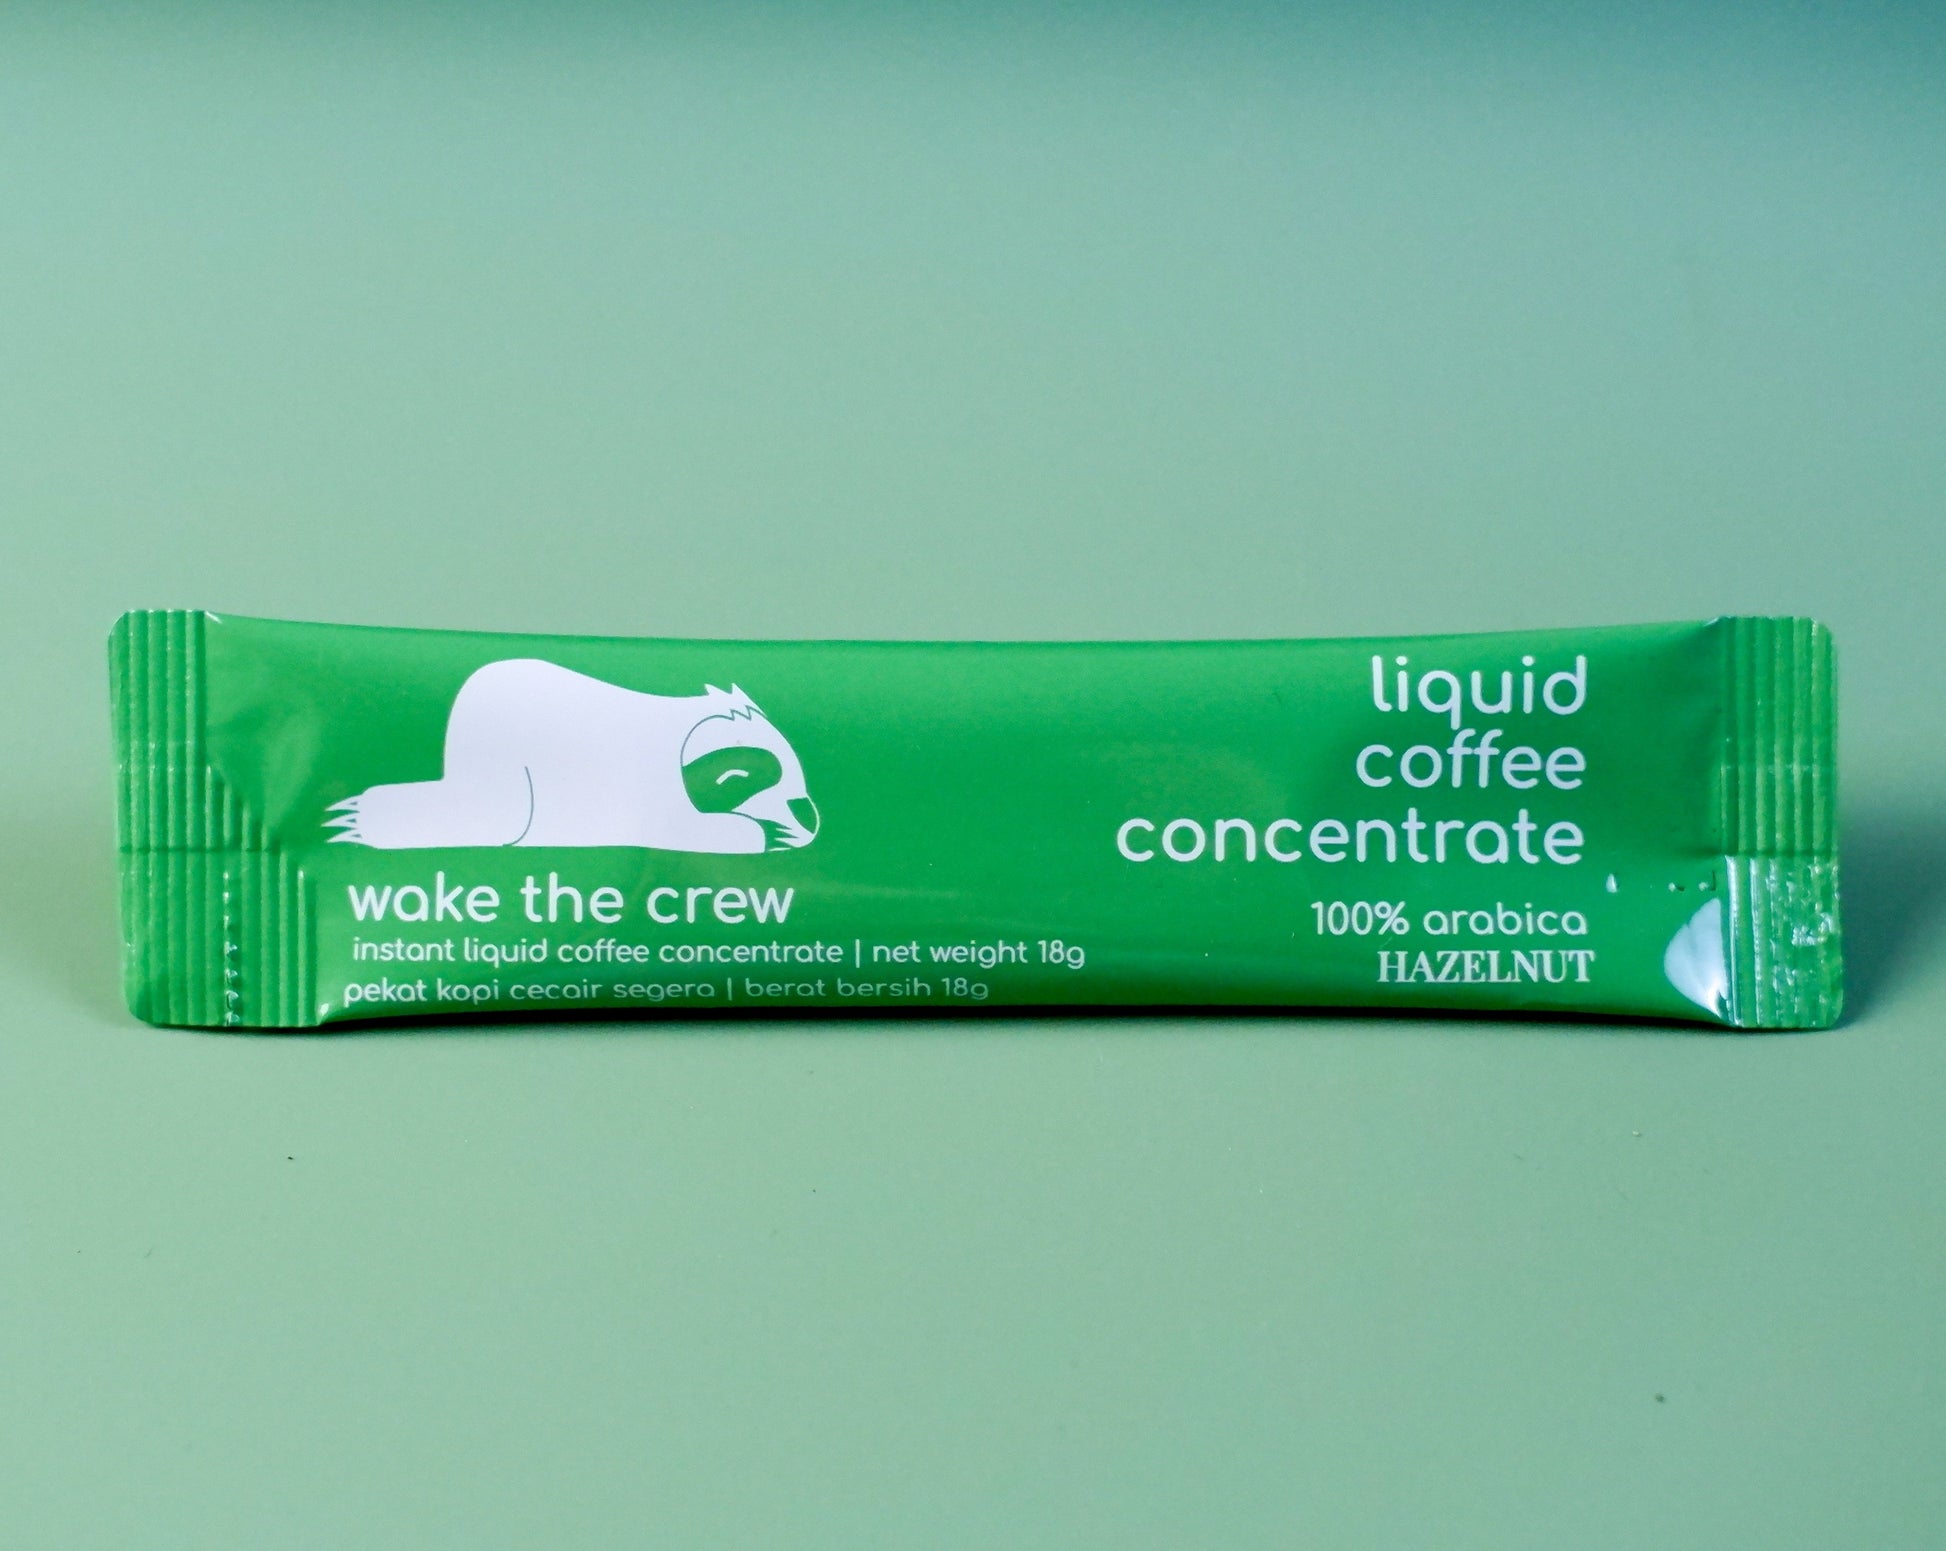 wake the crew
instant liquid coffee concentrate | net weight 18g
pekat kopi cecair segera | berat bersih 18g
liquid
coffee
concentrate
100% arabica
HAZELNUT